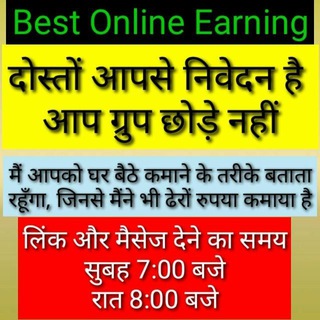 Best Online Earning
दोस्तों आपसे निवेदन है
आप ग्रुप छोड़े नहीं
मैं आपको घर बैठे कमाने के तरीके बताता
रहूँगा, जिनसे मैंने भी ढेरों रुपया कमाया है
लिंक और मैसेज देने का समय
सुबह 7:00 बजे
रात 8:00 बजे